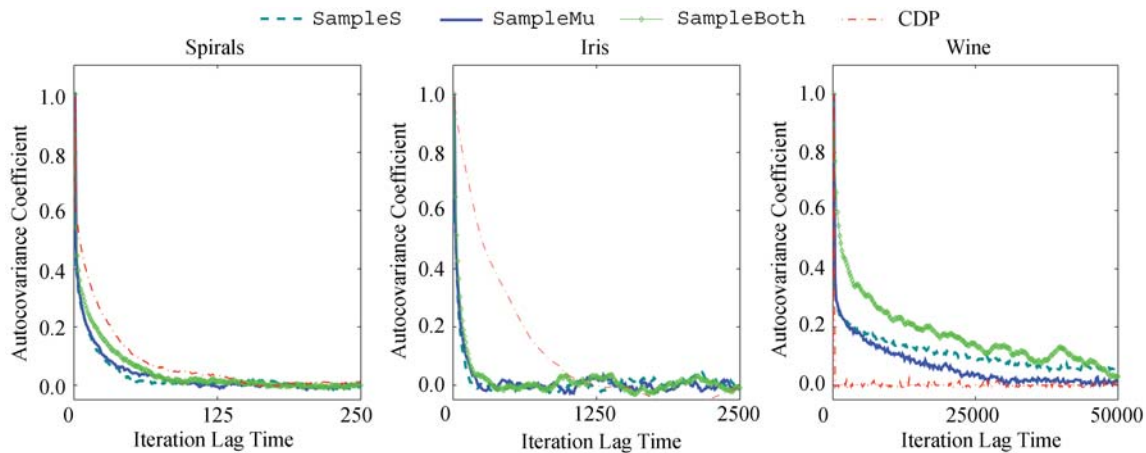 SampleS SampleMu SampleBoth CDP
Spirals Iris Wine
Autocovariance Coefficient
1.0
0.8
0.6
0.4
0.2
0.0
0 125 250
Iteration Lag Time
Autocovariance Coefficient
1.0
0.8
0.6
0.4
0.2
0.0
0 1250 2500
Iteration Lag Time
Autocovariance Coefficient
1.0
0.8
0.6
0.4
0.2
0.0
0 25000 50000
Iteration Lag Time